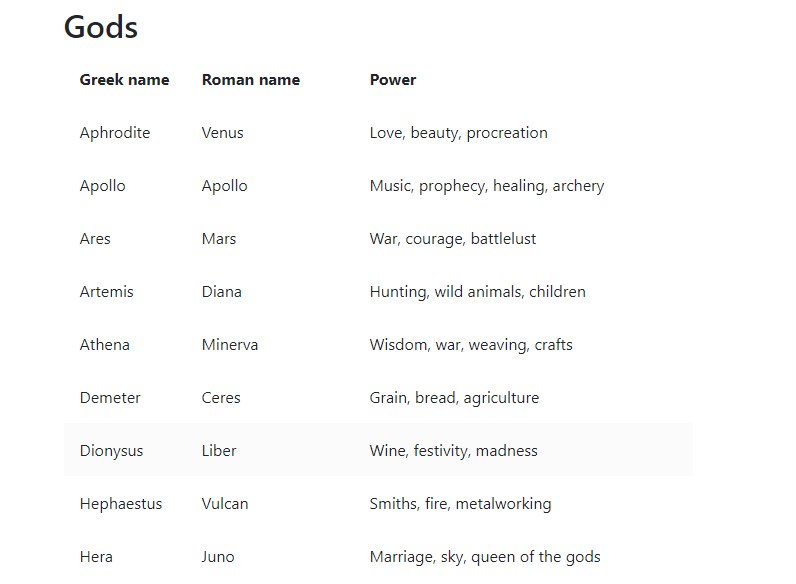 Gods
Greek name Roman name Power
Aphrodite Venus Love, beauty, procreation
Apollo Apollo Music, prophecy, healing, archery
Ares Mars War, courage, battlelust
Artemis Diana Hunting, wild animals, children
Athena Minerva Wisdom, war, weaving, crafts
Demeter Ceres Grain, bread, agriculture
Dionysus Liber Wine, festivity, madness
Hephaestus Vulcan Smiths, fire, metalworking
Hera Juno Marriage, sky, queen of the gods